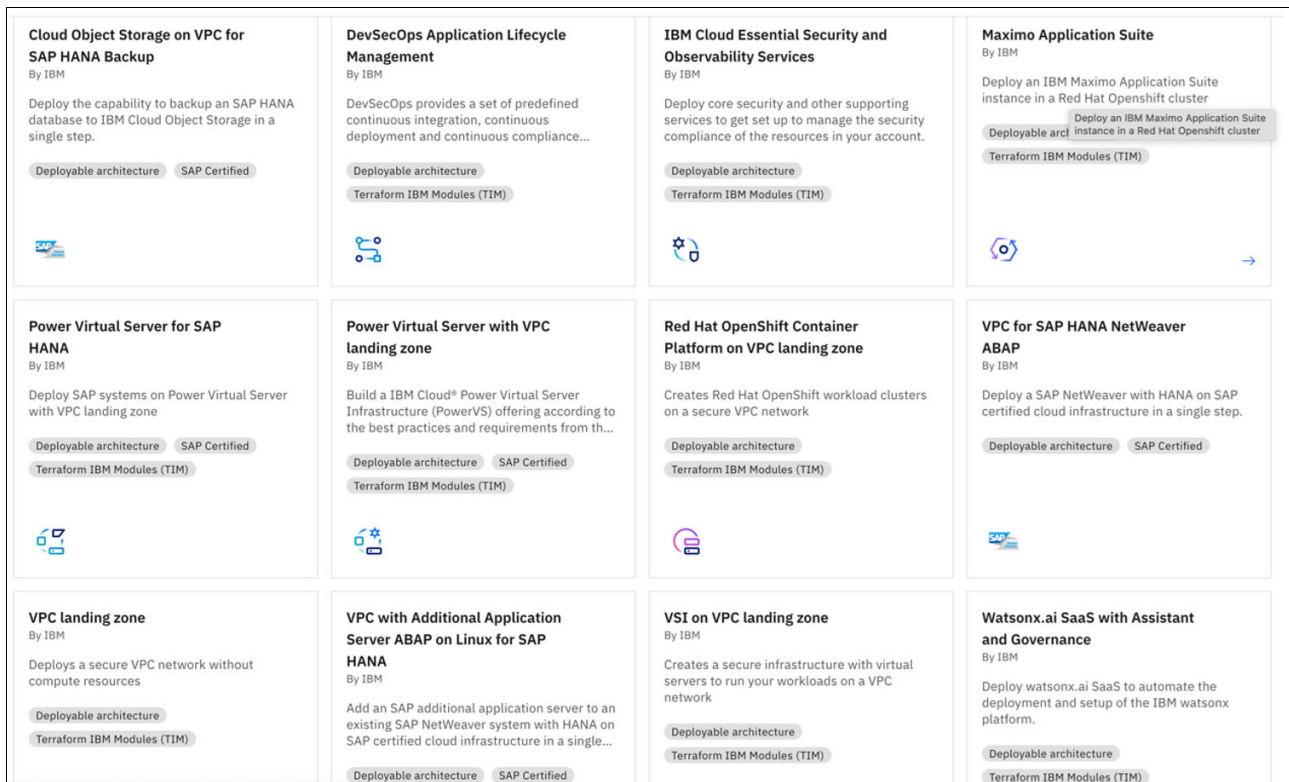 Cloud Object Storage on VPC for
SAP HANA Backup
By IBM
Deploy the capability to backup an SAP HANA
database to IBM Cloud Object Storage in a
single step.
Deployable architecture SAP Certified
SAP
DevSecOps Application Lifecycle
Management
By IBM
DevSecOps provides a set of predefined
continuous integration, continuous
deployment and continuous compliance...
Deployable architecture
Terraform IBM Modules (TIM)
IBM Cloud Essential Security and
Observability Services
By IBM
Deploy core security and other supporting
services to get set up to manage the security
compliance of the resources in your account.
Deployable architecture
Terraform IBM Modules (TIM)
Maximo Application Suite
By IBM
Deploy an IBM Maximo Application Suite
instance in a Red Hat Openshift cluster
Deploy an IBM Maximo Application Suite
Deployable arch instance in a Red Hat Openshift cluster
Terraform IBM Modules (TIM)
Power Virtual Server for SAP
HANA
By IBM
Deploy SAP systems on Power Virtual Server
with VPC landing zone
Deployable architecture SAP Certified
Terraform IBM Modules (TIM)
Power Virtual Server with VPC
landing zone
By IBM
Build a IBM Cloud® Power Virtual Server
Infrastructure (PowerVS) offering according to
the best practices and requirements from th...
Deployable architecture SAP Certified
Terraform IBM Modules (TIM)
Red Hat OpenShift Container
Platform on VPC landing zone
By IBM
Creates Red Hat OpenShift workload clusters
on a secure VPC network
Deployable architecture
Terraform IBM Modules (TIM)
VPC for SAP HANA NetWeaver
ABAP
By IBM
Deploy a SAP NetWeaver with HANA on SAP
certified cloud infrastructure in a single step.
Deployable architecture SAP Certified
SAP
VPC landing zone
By IBM
Deploys a secure VPC network without
compute resources
Deployable architecture
Terraform IBM Modules (TIM)
VPC with Additional Application
Server ABAP on Linux for SAP
HANA
By IBM
Add an SAP additional application server to an
existing SAP NetWeaver system with HANA on
SAP certified cloud infrastructure in a single...
Deployable architecture SAP Certified
VSI on VPC landing zone
By IBM
Creates a secure infrastructure with virtual
servers to run your workloads on a VPC
network
Deployable architecture
Terraform IBM Modules (TIM)
Watsonx.ai SaaS with Assistant
and Governance
By IBM
Deploy watsonx.ai SaaS to automate the
deployment and setup of the IBM watsonx
platform.
Deployable architecture
Terraform IBM Modules (TIM)